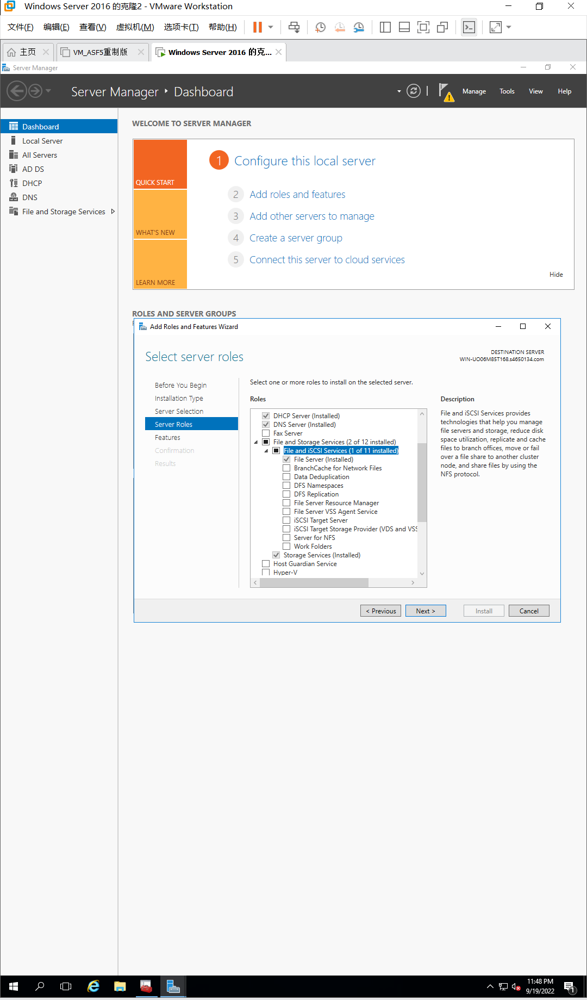 Windows Server 2016 的克隆2 - VMware Workstation
文件(F) 编辑(E) 查看(V) 虚拟机(M) 选项卡(T) 帮助(H)
主页 VM_ASF5重制版 Windows Server 2016 的克...
Server Manager
Server Manager Dashboard Manage Tools View Help
Dashboard
Local Server
All Servers
AD DS
DHCP
DNS
File and Storage Services
WELCOME TO SERVER MANAGER
QUICK START
WHAT'S NEW
LEARN MORE
1 Configure this local server
2 Add roles and features
3 Add other servers to manage
4 Create a server group
5 Connect this server to cloud services
Hide
ROLES AND SERVER GROUPS
Add Roles and Features Wizard
Select server roles
DESTINATION SERVER
WIN-UO06M85T168.s4650134.com
Before You Begin
Installation Type
Server Selection
Server Roles
Features
Confirmation
Results
Select one or more roles to install on the selected server.
Roles
DHCP Server (Installed)
DNS Server (Installed)
Fax Server
File and Storage Services (2 of 12 installed)
File and iSCSI Services (1 of 11 installed)
File Server (Installed)
BranchCache for Network Files
Data Deduplication
DFS Namespaces
DFS Replication
File Server Resource Manager
File Server VSS Agent Service
iSCSI Target Server
iSCSI Target Storage Provider (VDS and VSS
Server for NFS
Work Folders
Storage Services (Installed)
Host Guardian Service
Hyper-V
Description
File and iSCSI Services provides
technologies that help you manage
file servers and storage, reduce disk
space utilization, replicate and cache
files to branch offices, move or fail
over a file share to another cluster
node, and share files by using the
NFS protocol.
< Previous Next > Install Cancel
11:48 PM
9/19/2022
1